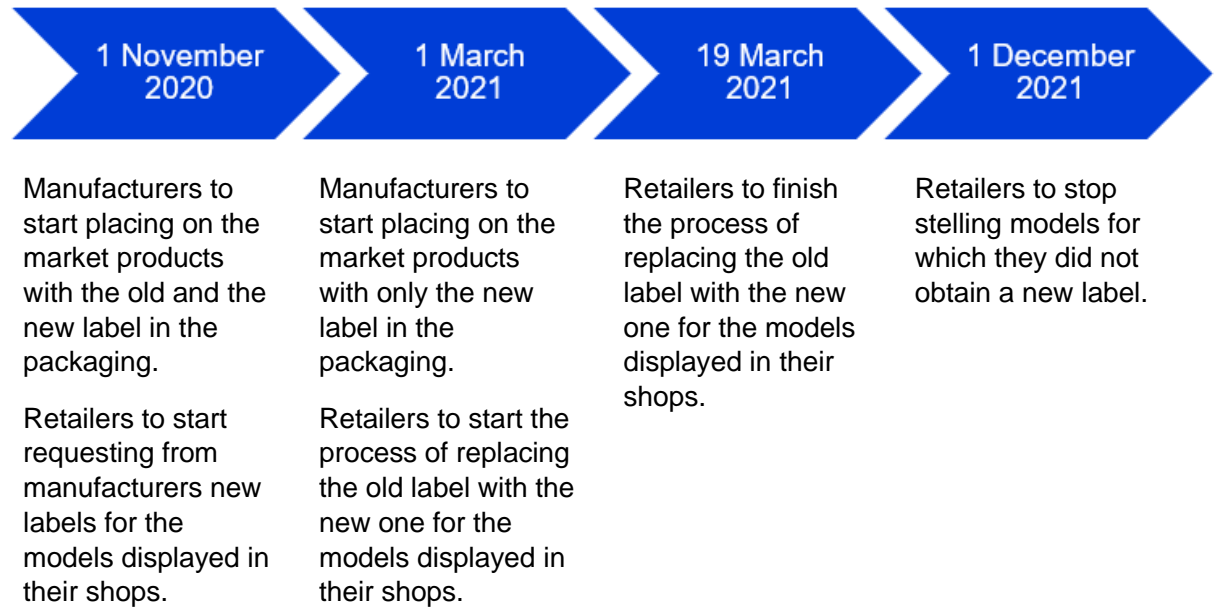 1 November
2020
1 March
2021
19 March
2021
1 December
2021
Manufacturers to
start placing on the
market products
with the old and the
new label in the
packaging.
Retailers to start
requesting from
manufacturers new
labels for the
models displayed in
their shops.
Manufacturers to
start placing on the
market products
with only the new
label in the
packaging.
Retailers to start the
process of replacing
the old label with the
new one for the
models displayed in
their shops.
Retailers to finish
the process of
replacing the old
label with the new
one for the models
displayed in their
shops.
Retailers to stop
stelling models for
which they did not
obtain a new label.